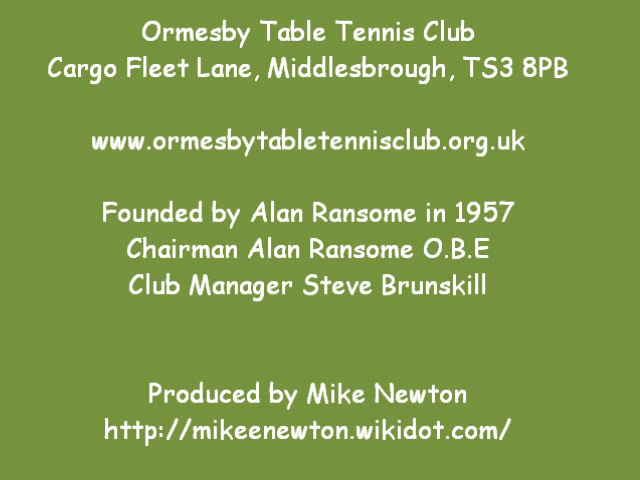 Ormesby Table Tennis Club
Cargo Fleet Lane, Middlesbrough, TS3 8PB
www.ormesbytabletennisclub.org.uk
Founded by Alan Ransome in 1957
Chairman Alan Ransome O.B.E
Club Manager Steve Brunskill
Produced by Mike Newton
http://mikeenewton.wikidot.com/